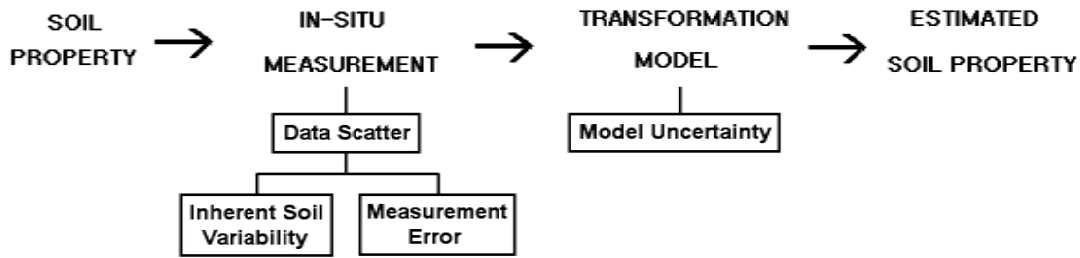 SOIL
PROPERTY
IN-SITU
MEASUREMENT
TRANSFORMATION
MODEL
ESTIMATED
SOIL PROPERTY
Data Scatter
Model Uncertainty
Inherent Soil
Variability
Measurement
Error